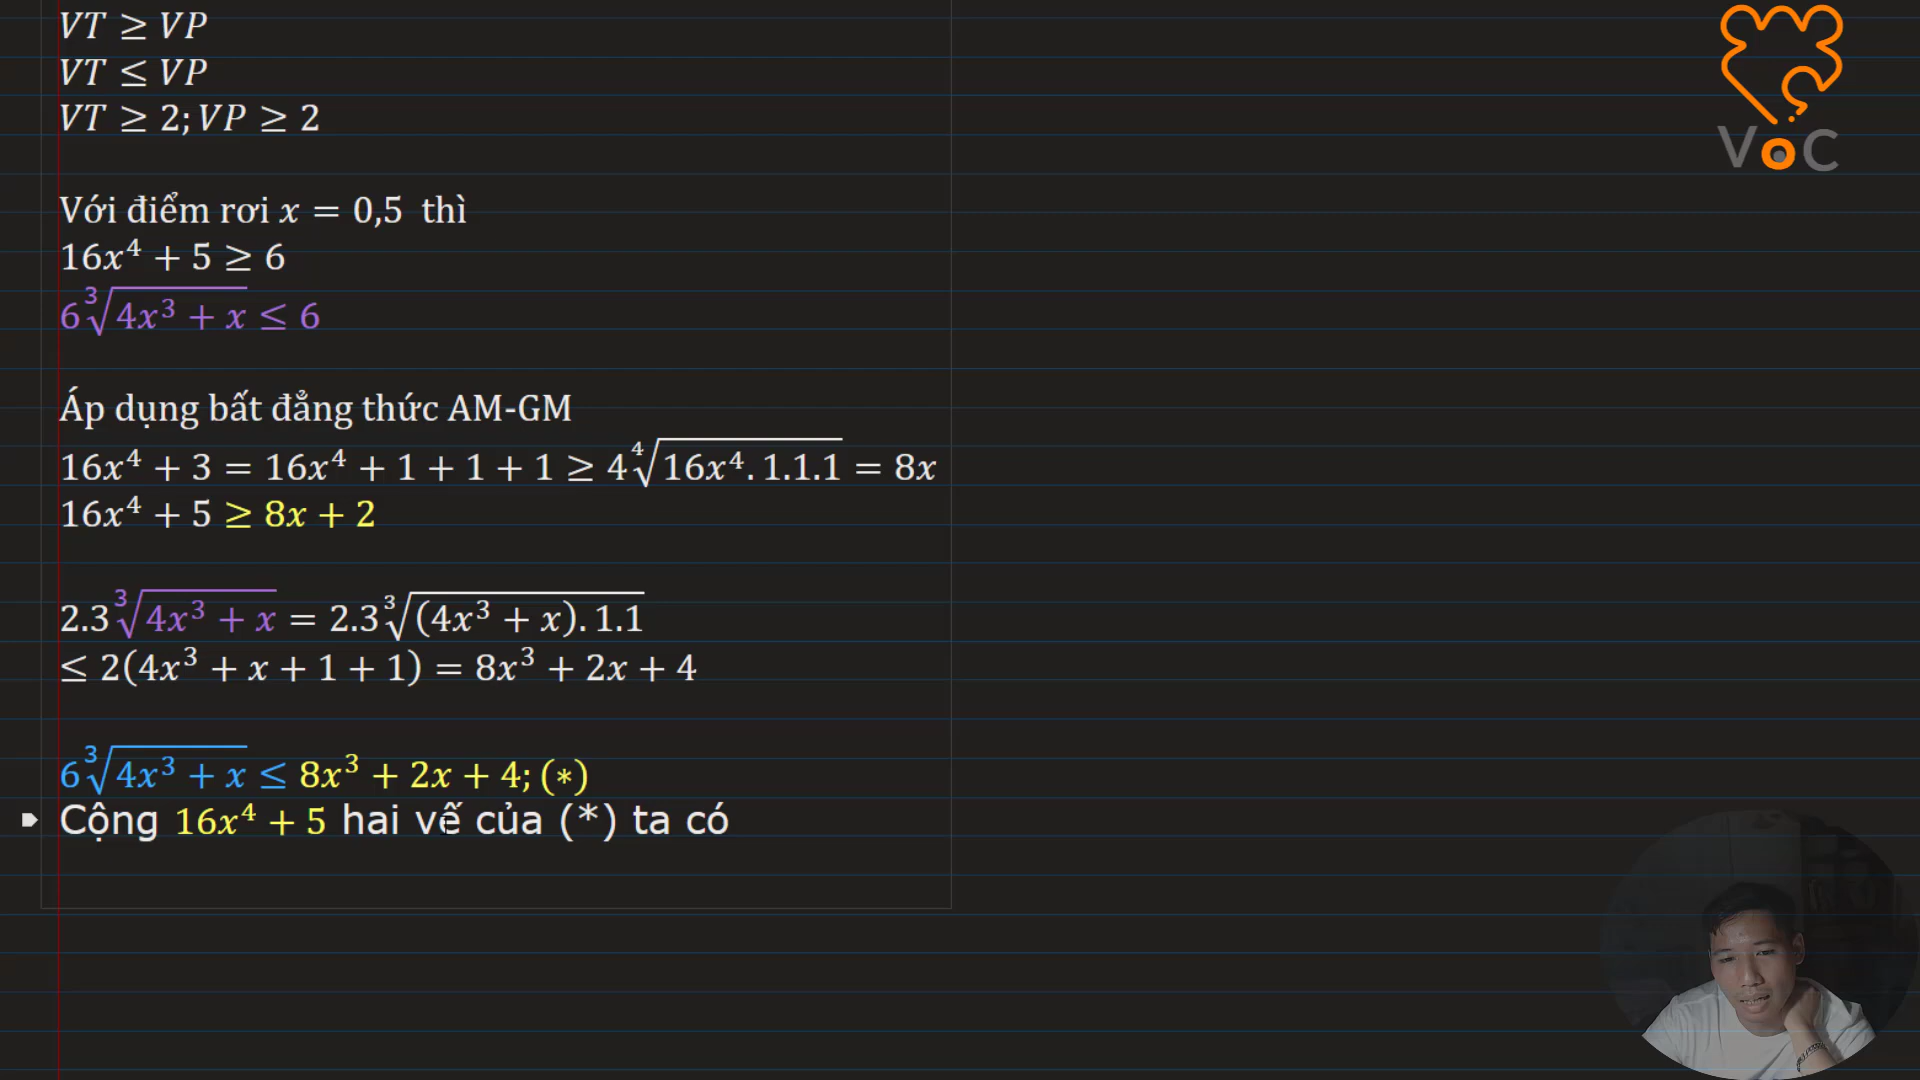 VT ≥ VP
VT ≤ VP
VT ≥ 2; VP ≥ 2
Với điểm rơi x = 0,5 thì
16x⁴ + 5 ≥ 6
6∛(4x³ + x) ≤ 6
Áp dụng bất đẳng thức AM-GM
16x⁴ + 3 = 16x⁴ + 1 + 1 + 1 ≥ 4∜(16x⁴. 1.1.1) = 8x
16x⁴ + 5 ≥ 8x + 2
2.3∛(4x³ + x) = 2.3∛((4x³ + x). 1.1)
≤ 2(4x³ + x + 1 + 1) = 8x³ + 2x + 4
6∛(4x³ + x) ≤ 8x³ + 2x + 4; (∗)
Cộng 16x⁴ + 5 hai vế của (*) ta có
VoC